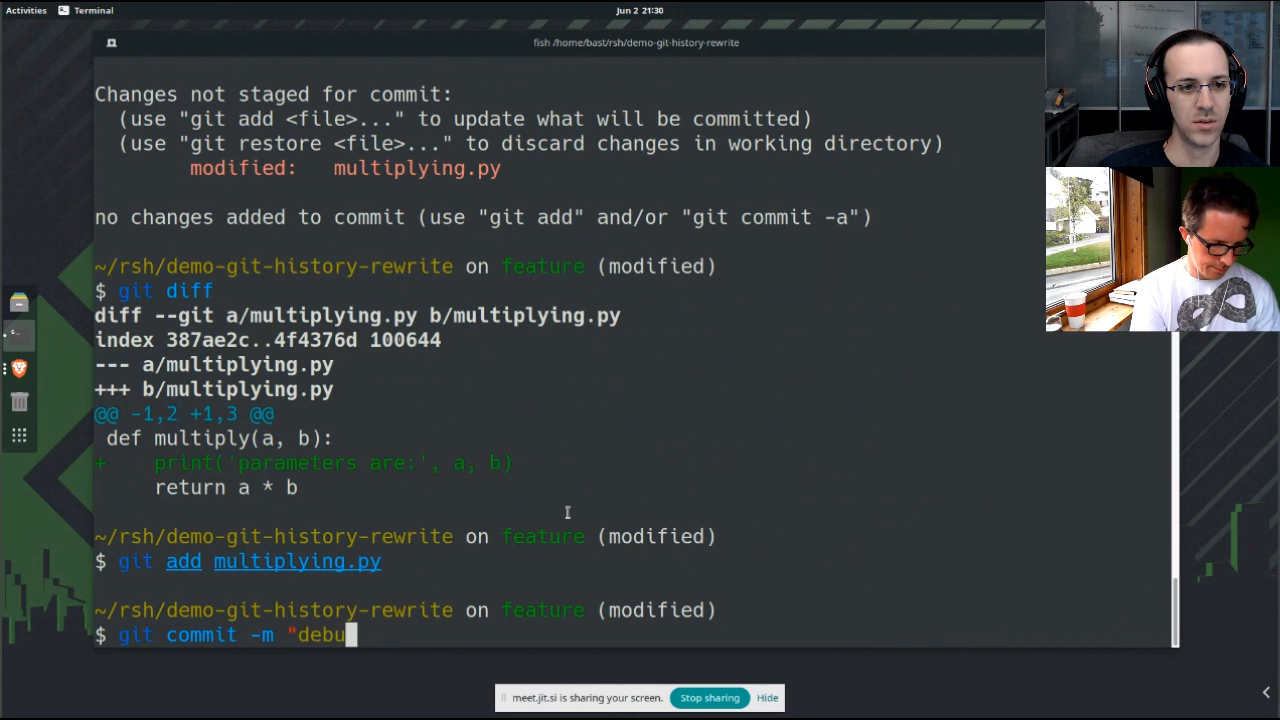 Activities
Terminal
Jun 2 21:30
fish /home/bast/rsh/demo-git-history-rewrite
Changes not staged for commit:
(use "git add <file>..." to update what will be committed)
(use "git restore <file>..." to discard changes in working directory)
modified: multiplying.py
no changes added to commit (use "git add" and/or "git commit -a")
~/rsh/demo-git-history-rewrite on feature (modified)
$ git diff
diff --git a/multiplying.py b/multiplying.py
index 387ae2c..4f4376d 100644
--- a/multiplying.py
+++ b/multiplying.py
@@ -1,2 +1,3 @@
def multiply(a, b):
+ print('parameters are:', a, b)
return a * b
~/rsh/demo-git-history-rewrite on feature (modified)
$ git add multiplying.py
~/rsh/demo-git-history-rewrite on feature (modified)
$ git commit -m "debu
meet.jit.si is sharing your screen.
Stop sharing
Hide